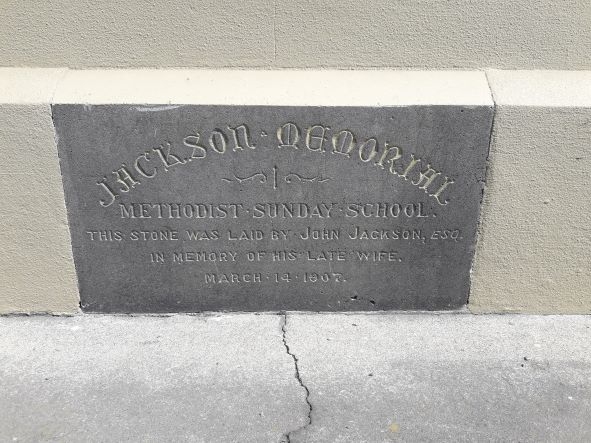 JACKSON · MEMORIAL
METHODIST · SUNDAY · SCHOOL.
THIS STONE WAS LAID BY JOHN JACKSON, ESQ.
IN MEMORY OF HIS LATE WIFE,
MARCH · 14 · 1907.